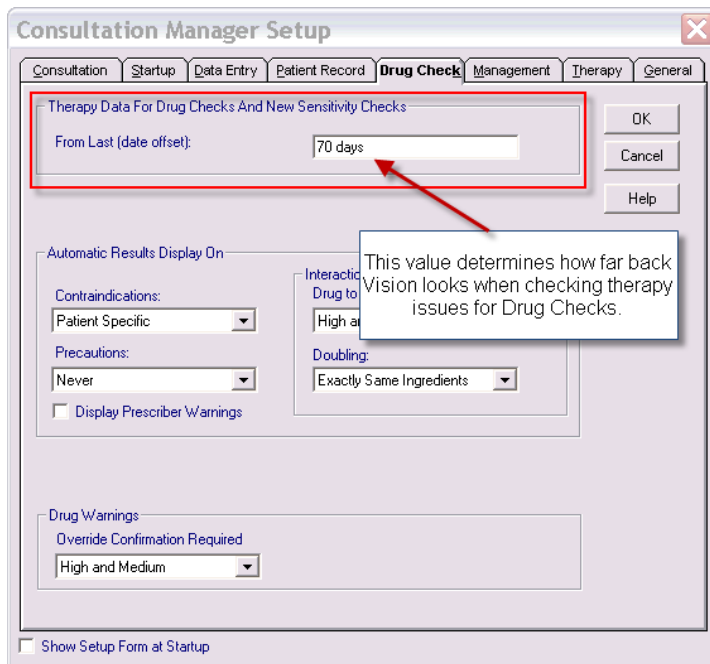 Consultation Manager Setup
Consultation Startup Data Entry Patient Record Drug Check Management Therapy General
Therapy Data For Drug Checks And New Sensitivity Checks
From Last (date offset):
70 days
OK
Cancel
Help
This value determines how far back
Vision looks when checking therapy
issues for Drug Checks.
Automatic Results Display On
Contraindications:
Patient Specific
Precautions:
Never
Display Prescriber Warnings
Drug to
High
Doubling:
Exactly Same Ingredients
Drug Warnings
Override Confirmation Required
High and Medium
Show Setup Form at Startup